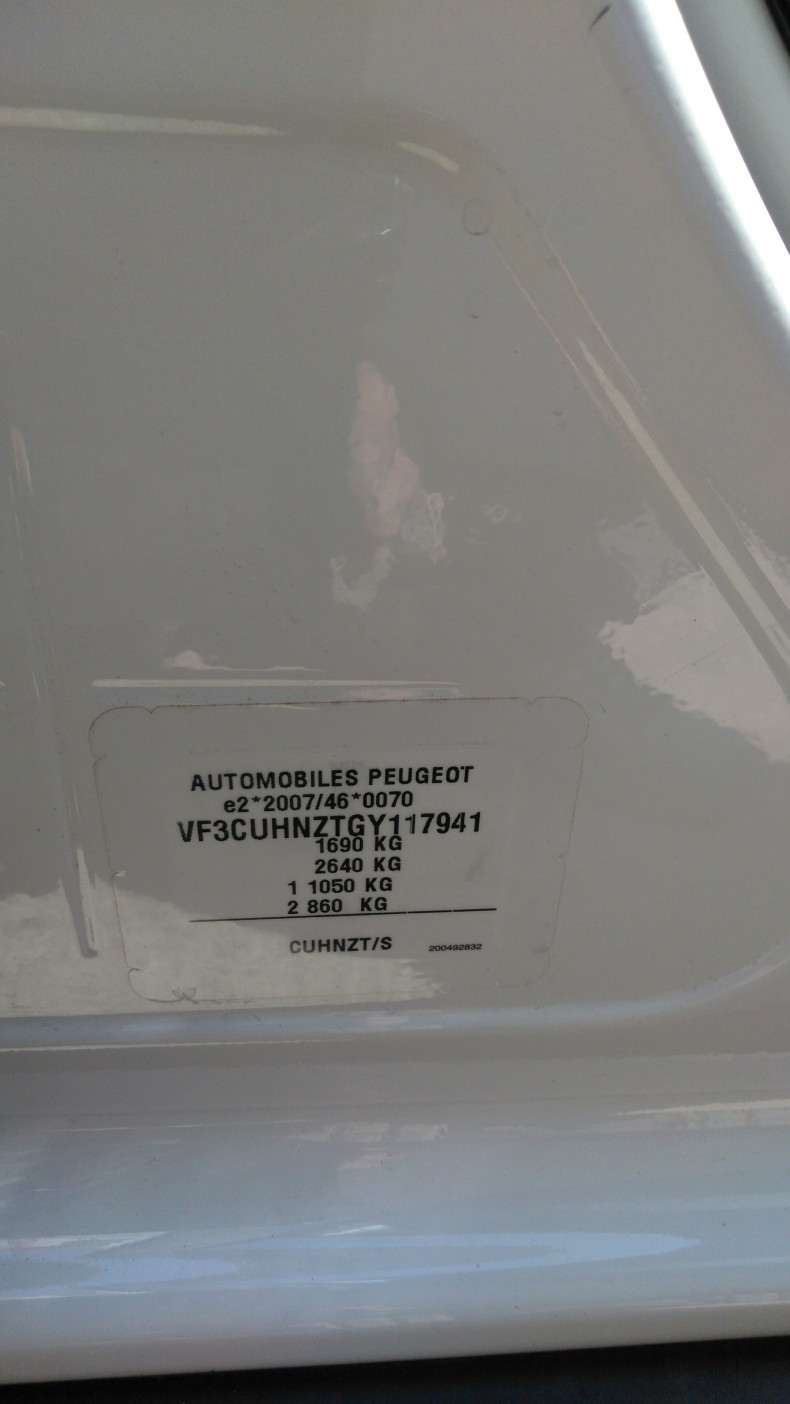 AUTOMOBILES PEUGEOT
e2*2007/46*0070
VF3CUHNZTGY117941
1690 KG
2640 KG
1 1050 KG
2 860 KG
CUHNZT/S 200492832